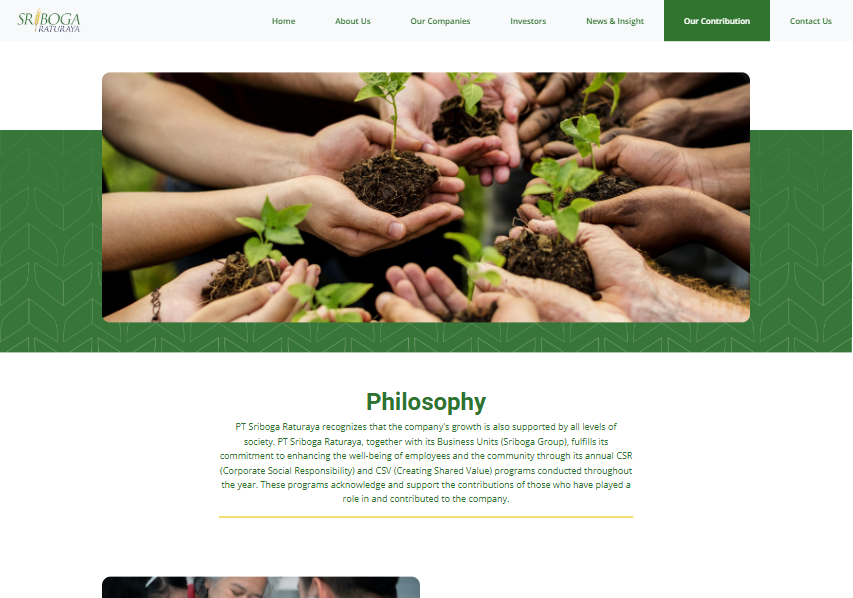 SRIBOGA
RATURAYA
Home
About Us
Our Companies
Investors
News & Insight
Our Contribution
Contact Us
Philosophy
PT Sriboga Raturaya recognizes that the company's growth is also supported by all levels of
society. PT Sriboga Raturaya, together with its Business Units (Sriboga Group), fulfills its
commitment to enhancing the well-being of employees and the community through its annual CSR
(Corporate Social Responsibility) and CSV (Creating Shared Value) programs conducted throughout
the year. These programs acknowledge and support the contributions of those who have played a
role in and contributed to the company.